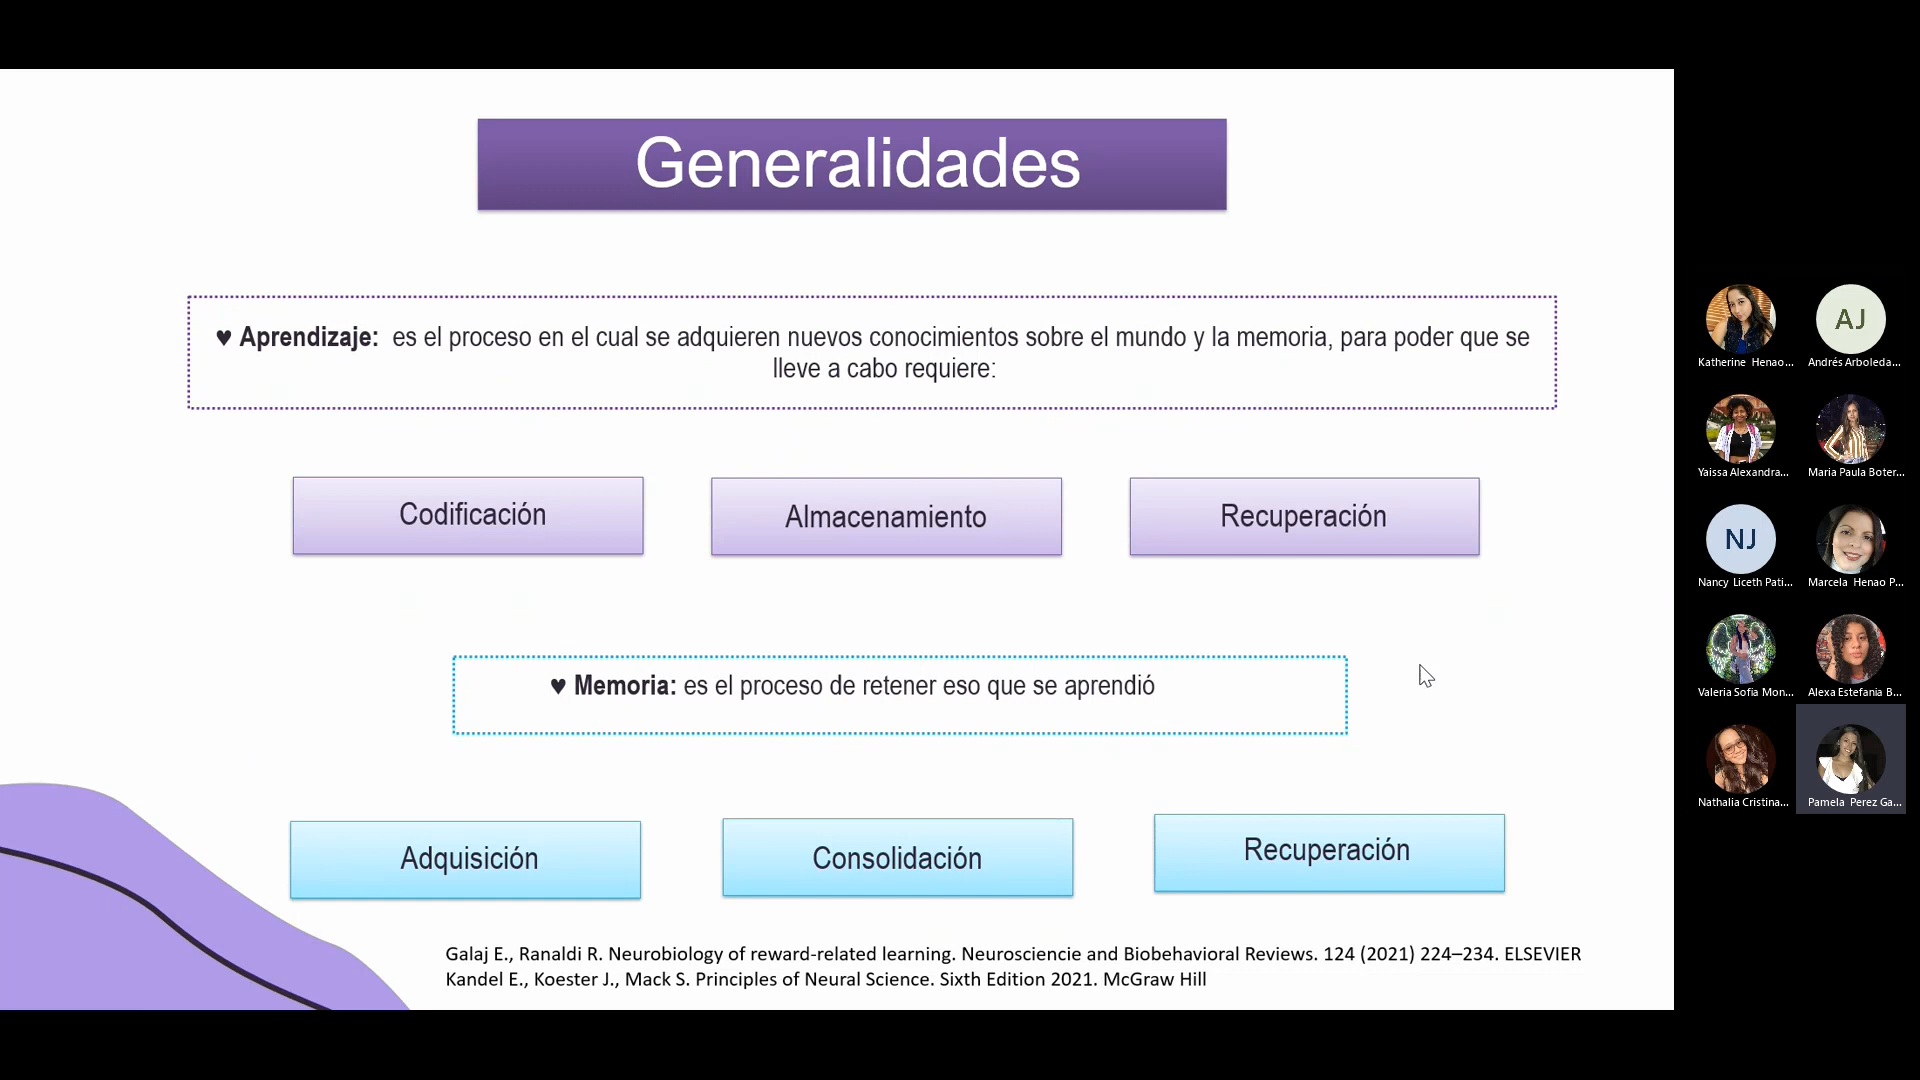 Generalidades
♥ Aprendizaje: es el proceso en el cual se adquieren nuevos conocimientos sobre el mundo y la memoria, para poder que se
lleve a cabo requiere:
Codificación
Almacenamiento
Recuperación
♥ Memoria: es el proceso de retener eso que se aprendió
Adquisición
Consolidación
Recuperación
Galaj E., Ranaldi R. Neurobiology of reward-related learning. Neurosciencie and Biobehavioral Reviews. 124 (2021) 224–234. ELSEVIER
Kandel E., Koester J., Mack S. Principles of Neural Science. Sixth Edition 2021. McGraw Hill
Katherine Henao...
AJ
Andrés Arboleda...
Yaissa Alexandra...
Maria Paula Boter...
NJ
Nancy Liceth Pati...
Marcela Henao P...
Valeria Sofia Mon...
Alexa Estefania B...
Nathalia Cristina...
Pamela Perez Ga...